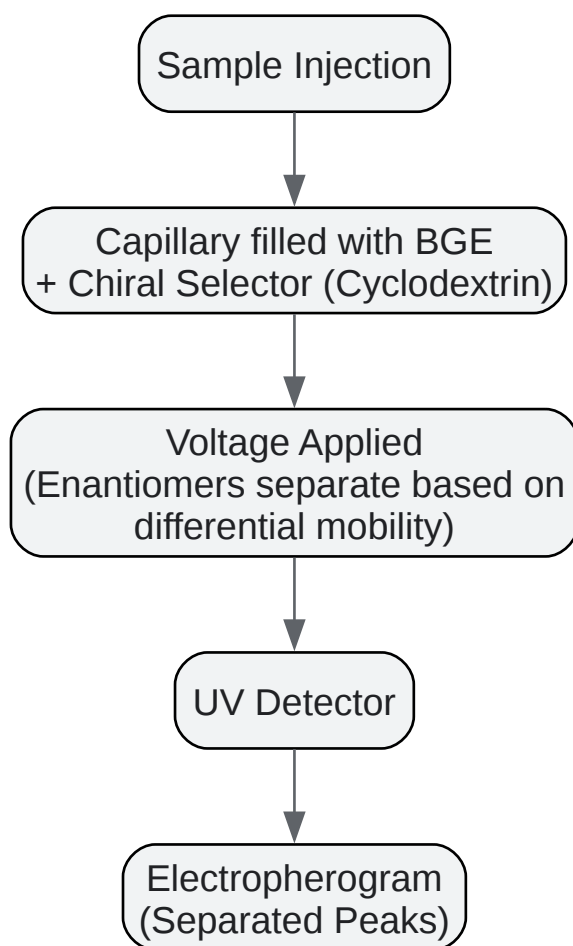 Sample Injection
Capillary filled with BGE
+ Chiral Selector (Cyclodextrin)
Voltage Applied
(Enantiomers separate based on
differential mobility)
UV Detector
Electropherogram
(Separated Peaks)